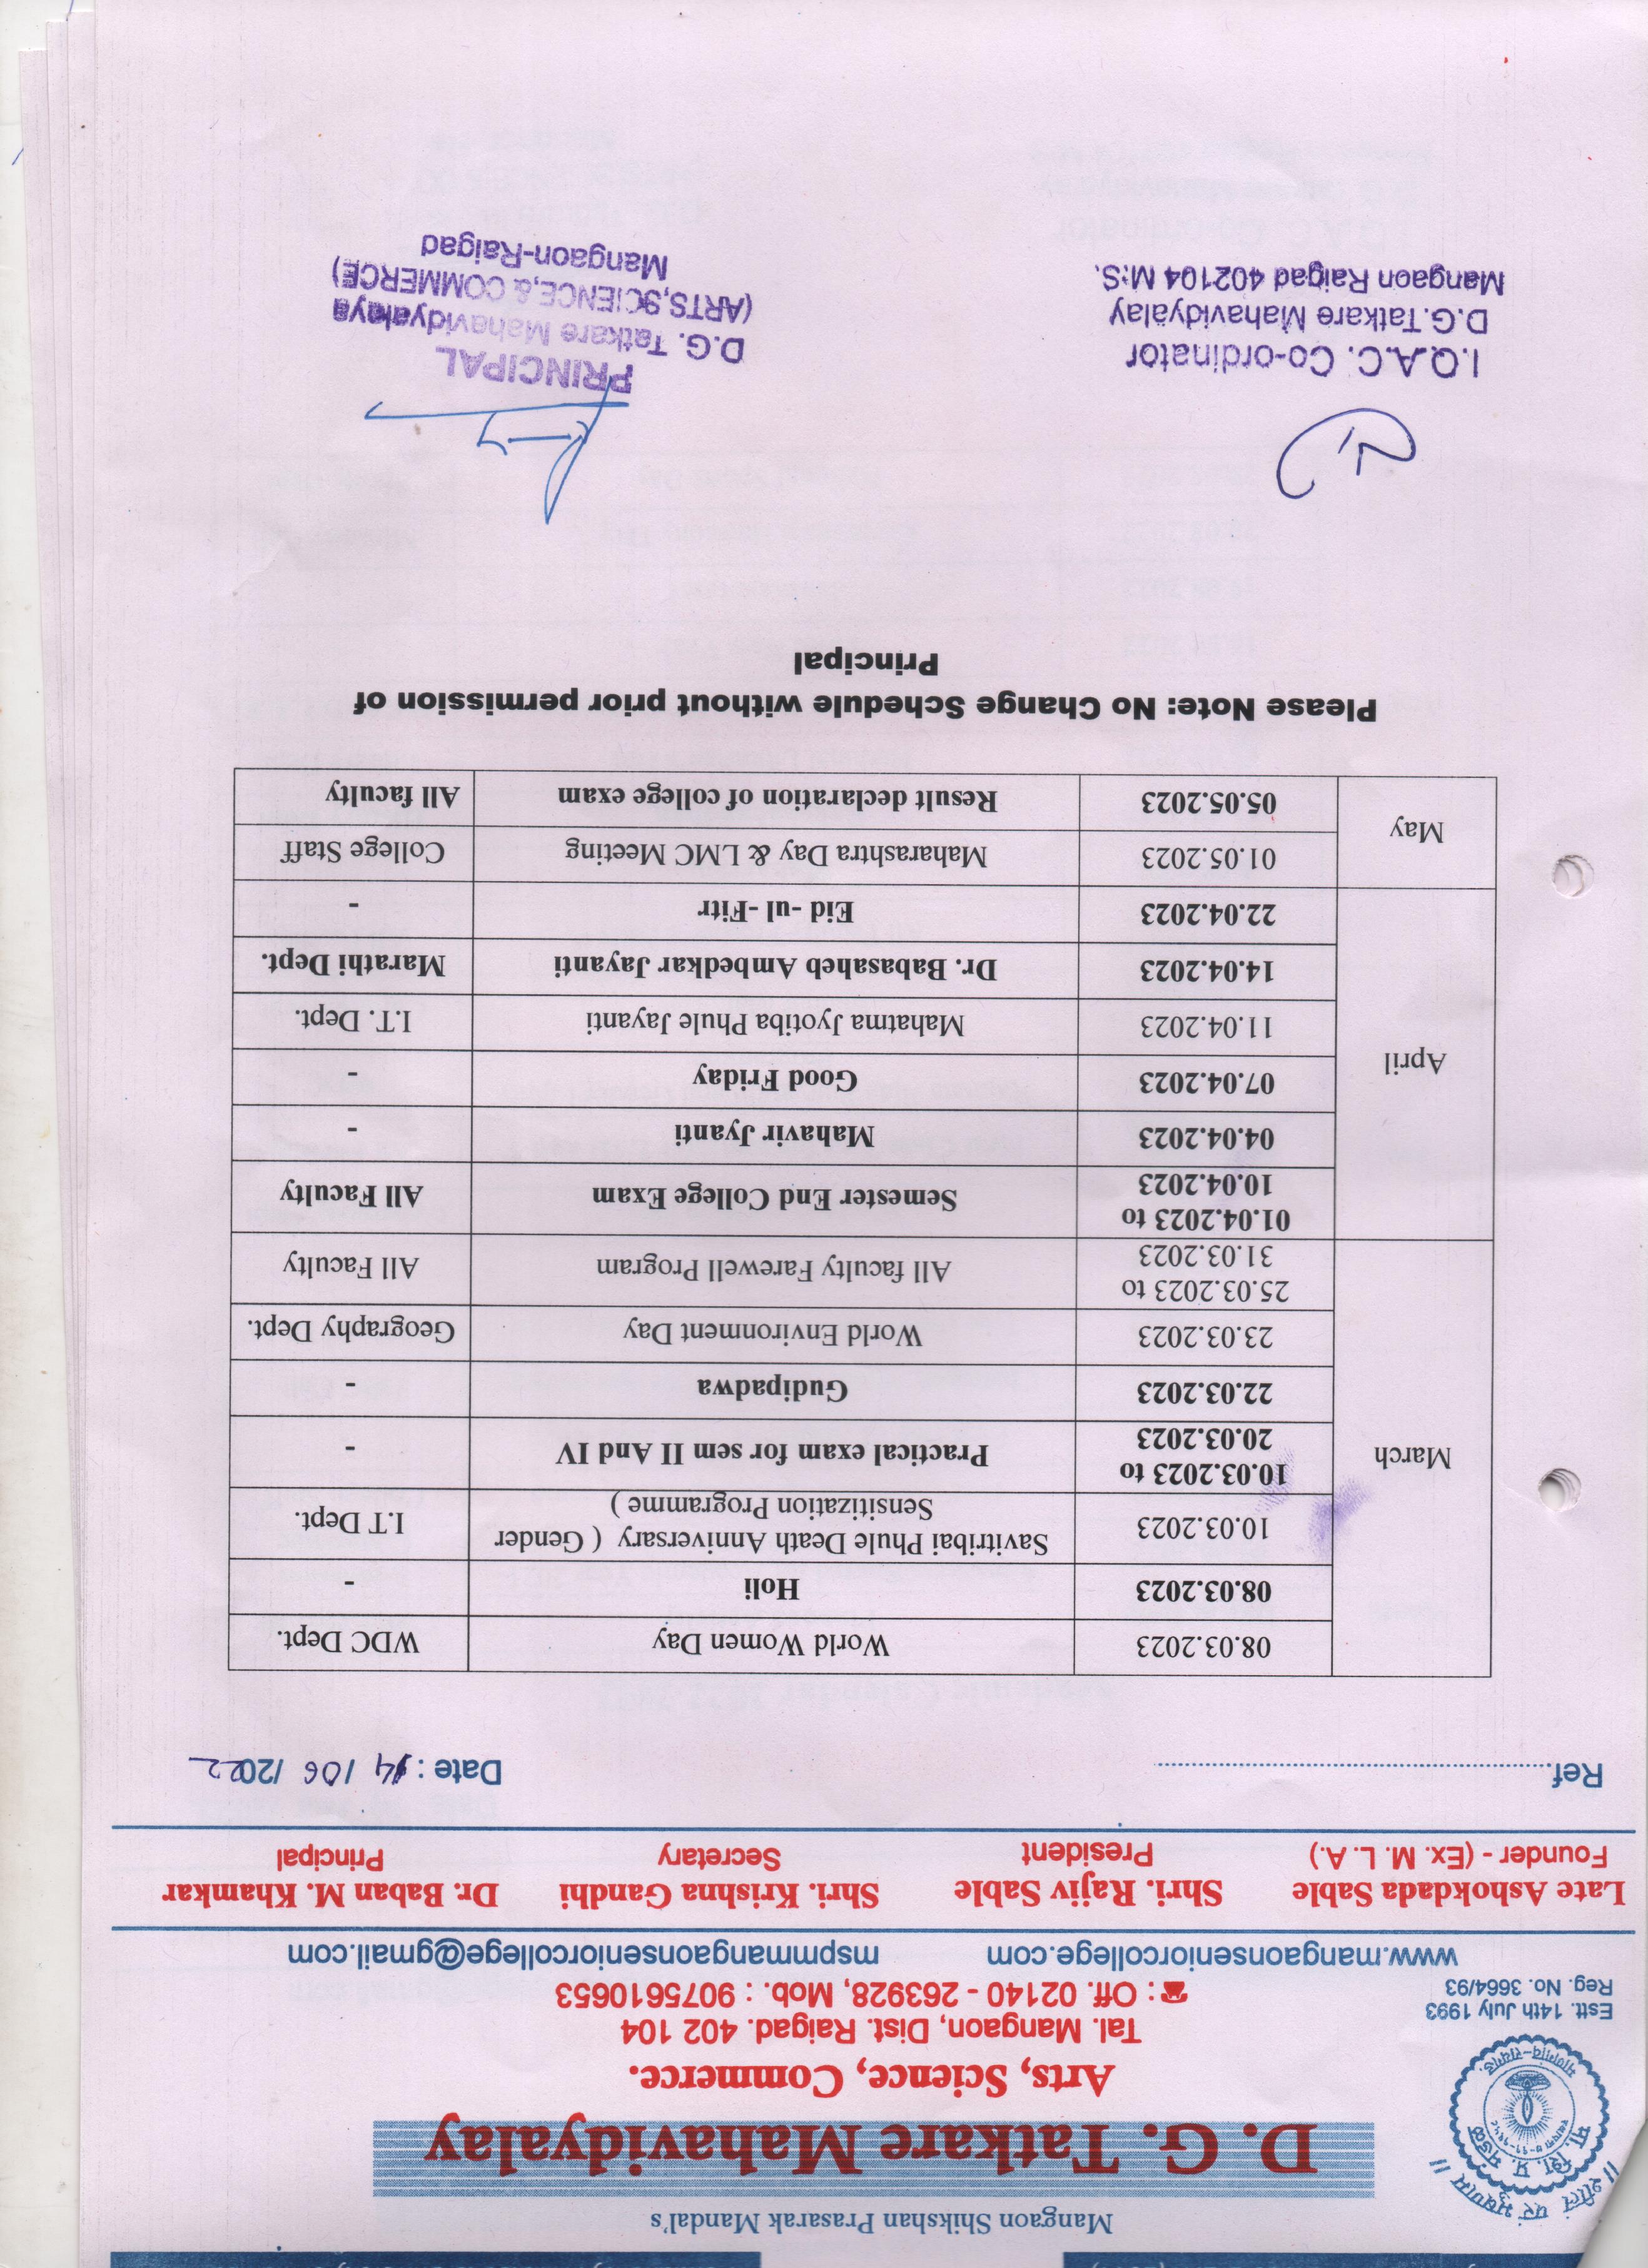 Mangaon Shikshan Prasarak Mandal's
D. G. Tatkare Mahavidyalay
Arts, Science, Commerce.
Tal. Mangaon, Dist. Raigad. 402 104
☎: Off. 02140 - 263928, Mob. : 9075610653
www.mangaonseniorcollege.com mspmmangaonseniorcollege@gmail.com
॥ शीलं परं भुषणम ॥
मा. शि. प्र. मंडळ
माणगांव-रायगड.
Estt. 14th July 1993
Reg. No. 3664/93
Late Ashokdada Sable Shri. Rajiv Sable Shri. Krishna Gandhi Dr. Baban M. Khamkar
Founder - (Ex. M. L. A.) President Secretary Principal
Ref.......................................................... Date : 14 /06 /2022
March
08.03.2023 World Women Day WDC Dept.
08.03.2023 Holi -
10.03.2023 Savitribai Phule Death Anniversary ( Gender
Sensitization Programme ) I.T Dept.
10.03.2023 to
20.03.2023 Practical exam for sem II And IV -
22.03.2023 Gudipadwa -
23.03.2023 World Environment Day Geography Dept.
25.03.2023 to
31.03.2023 All faculty Farewell Program All Faculty
April
01.04.2023 to
10.04.2023 Semester End College Exam All Faculty
04.04.2023 Mahavir Jyanti -
07.04.2023 Good Friday -
11.04.2023 Mahatma Jyotiba Phule Jayanti I.T. Dept.
14.04.2023 Dr. Babasaheb Ambedkar Jayanti Marathi Dept.
22.04.2023 Eid -ul -Fitr -
May
01.05.2023 Maharashtra Day & LMC Meeting College Staff
05.05.2023 Result declaration of college exam All faculty
Please Note: No Change Schedule without prior permission of
Principal
I.Q.A.C. Co-ordinator
D.G.Tatkare Mahavidyalay
Mangaon Raigad 402104 M.S.
PRINCIPAL
D.G. Tatkare Mahavidyalaya
(ARTS,SCIENCE,& COMMERCE)
Mangaon-Raigad